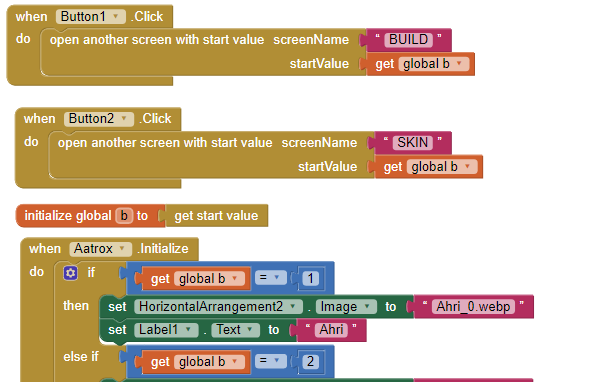 when Button1 .Click
do open another screen with start value screenName " BUILD "
startValue get global b
when Button2 .Click
do open another screen with start value screenName " SKIN "
startValue get global b
initialize global b to get start value
when Aatrox .Initialize
do if get global b = 1
then set HorizontalArrangement2 . Image to " Ahri_0.webp "
set Label1 . Text to " Ahri "
else if get global b = 2